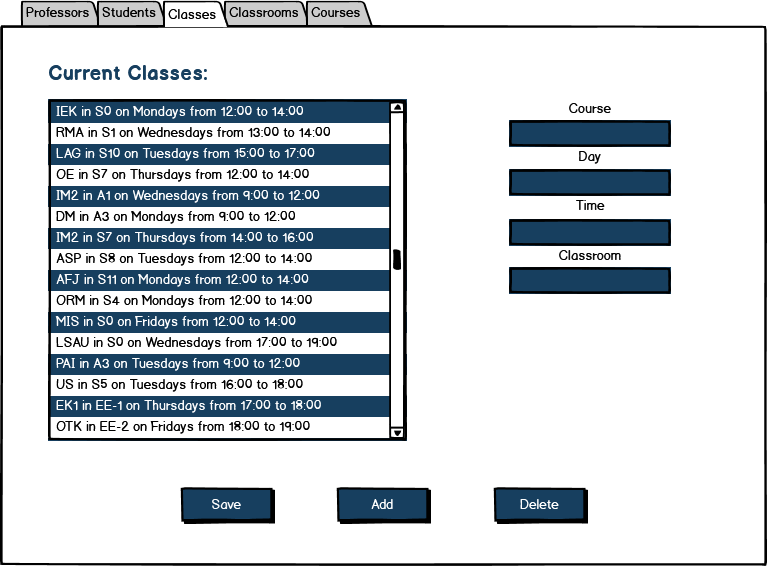 Professors Students Classes Classrooms Courses
Current Classes:
IEK in S0 on Mondays from 12:00 to 14:00
RMA in S1 on Wednesdays from 13:00 to 14:00
LAG in S10 on Tuesdays from 15:00 to 17:00
OE in S7 on Thursdays from 12:00 to 14:00
IM2 in A1 on Wednesdays from 9:00 to 12:00
DM in A3 on Mondays from 9:00 to 12:00
IM2 in S7 on Thursdays from 14:00 to 16:00
ASP in S8 on Tuesdays from 12:00 to 14:00
AFJ in S11 on Mondays from 12:00 to 14:00
ORM in S4 on Mondays from 12:00 to 14:00
MIS in S0 on Fridays from 12:00 to 14:00
LSAU in S0 on Wednesdays from 17:00 to 19:00
PAI in A3 on Tuesdays from 9:00 to 12:00
US in S5 on Tuesdays from 16:00 to 18:00
EK1 in EE-1 on Thursdays from 17:00 to 18:00
OTK in EE-2 on Fridays from 18:00 to 19:00
Course
Day
Time
Classroom
Save Add Delete